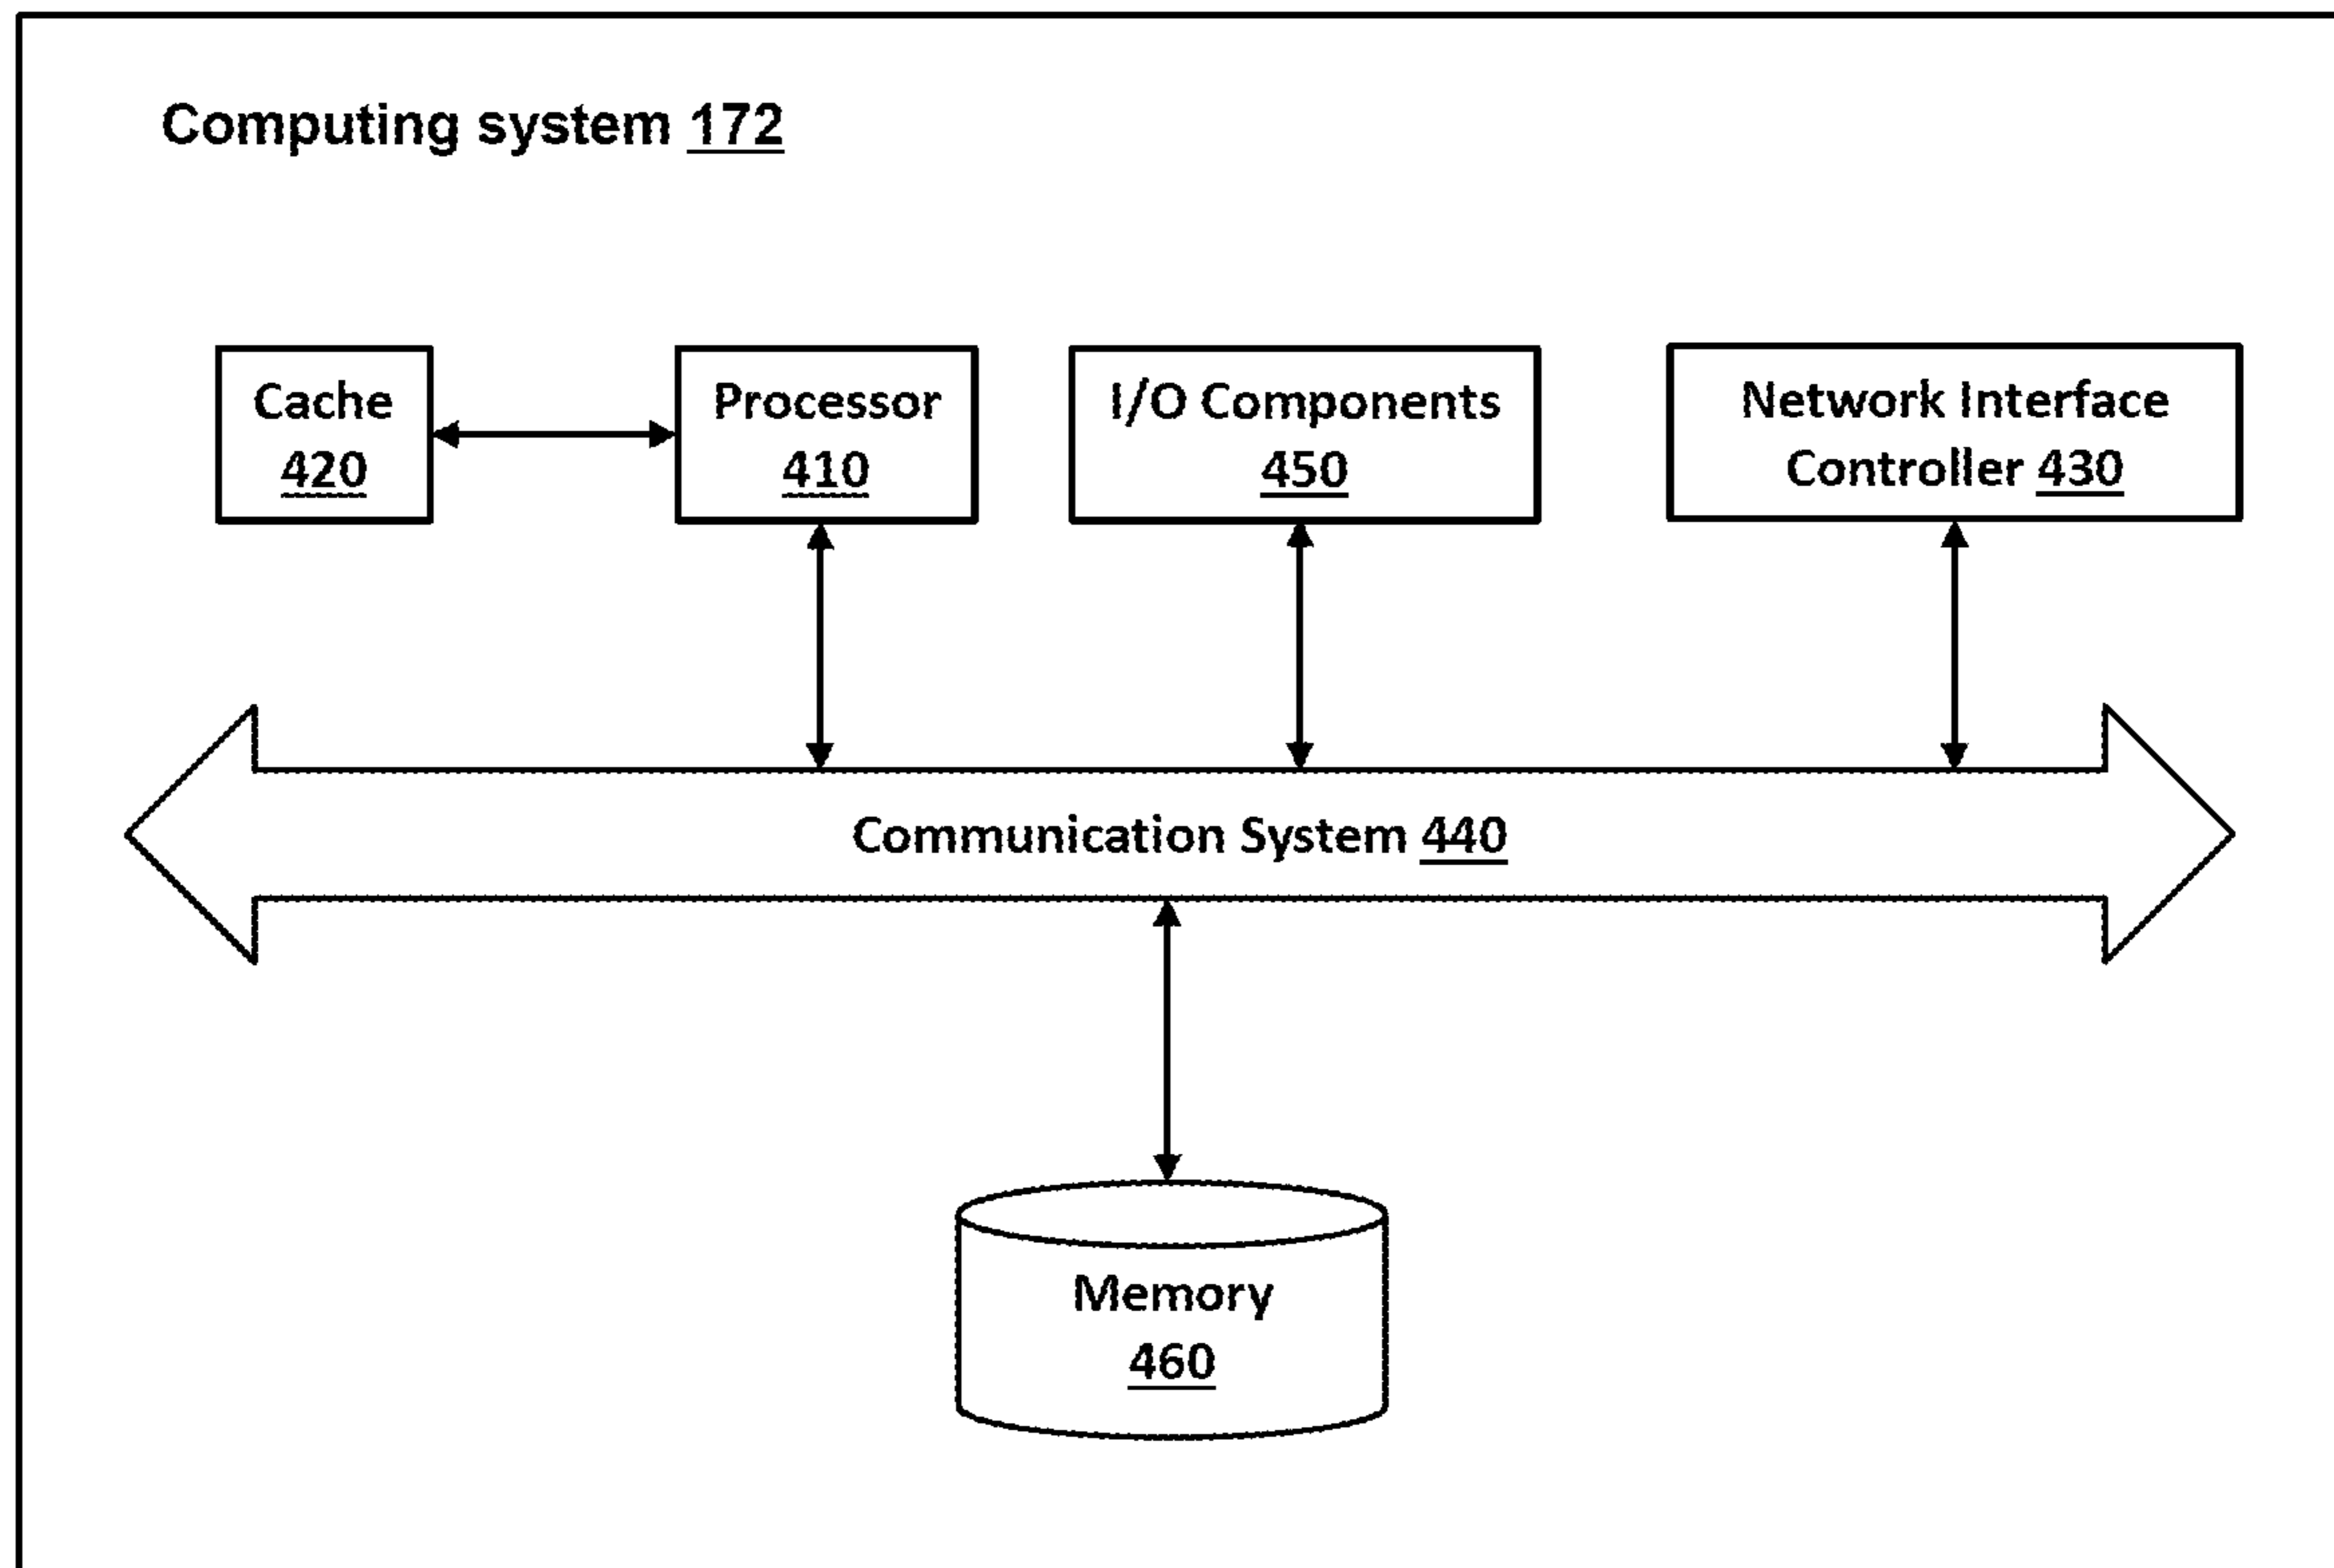 Computing system 172
Cache
420
Processor
410
I/O Components
450
Network Interface
Controller 430
Communication System 440
Memory
460